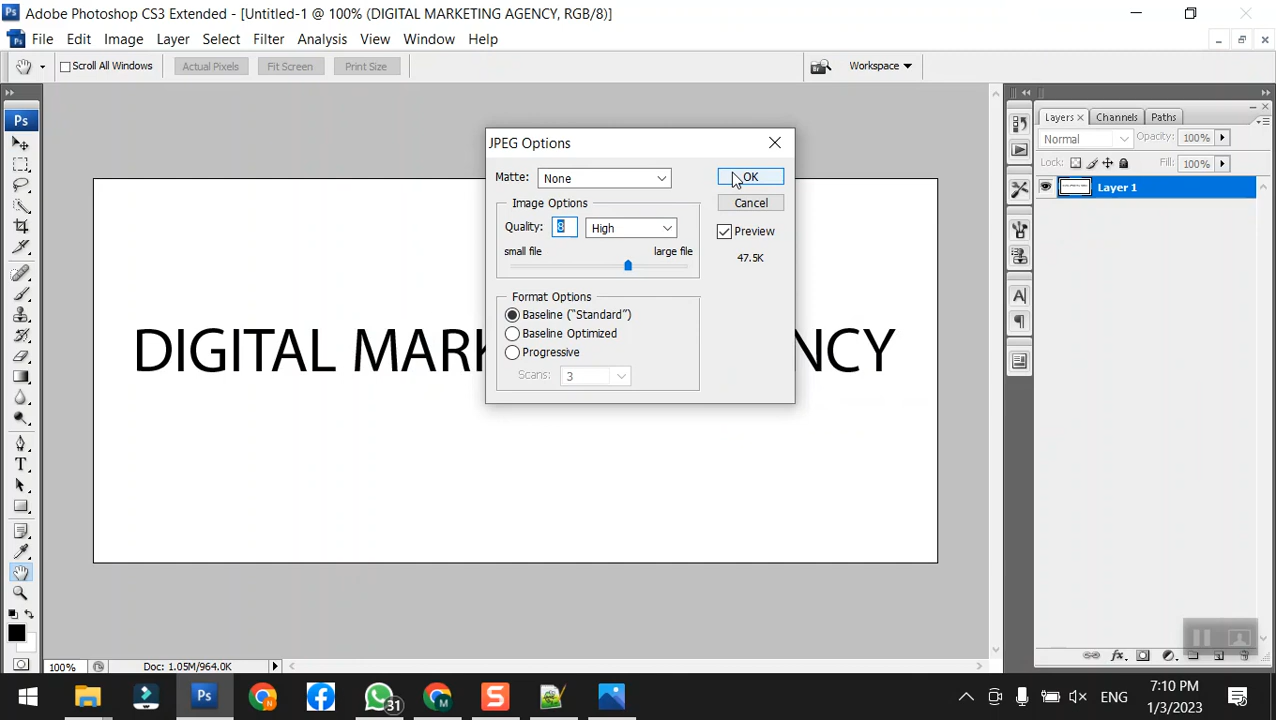 Adobe Photoshop CS3 Extended - [Untitled-1 @ 100% (DIGITAL MARKETING AGENCY, RGB/8)]
File Edit Image Layer Select Filter Analysis View Window Help
Scroll All Windows Actual Pixels Fit Screen Print Size Workspace
Ps
Layers Channels Paths
Normal Opacity: 100%
Lock: Fill: 100%
Layer 1
JPEG Options
Matte: None OK
Image Options Cancel
Quality: 8 High Preview
small file large file 47.5K
Format Options
Baseline ("Standard")
Baseline Optimized
Progressive
Scans: 3
DIGITAL MARK NCY
100% Doc: 1.05M/964.0K
31 ENG 7:10 PM
1/3/2023